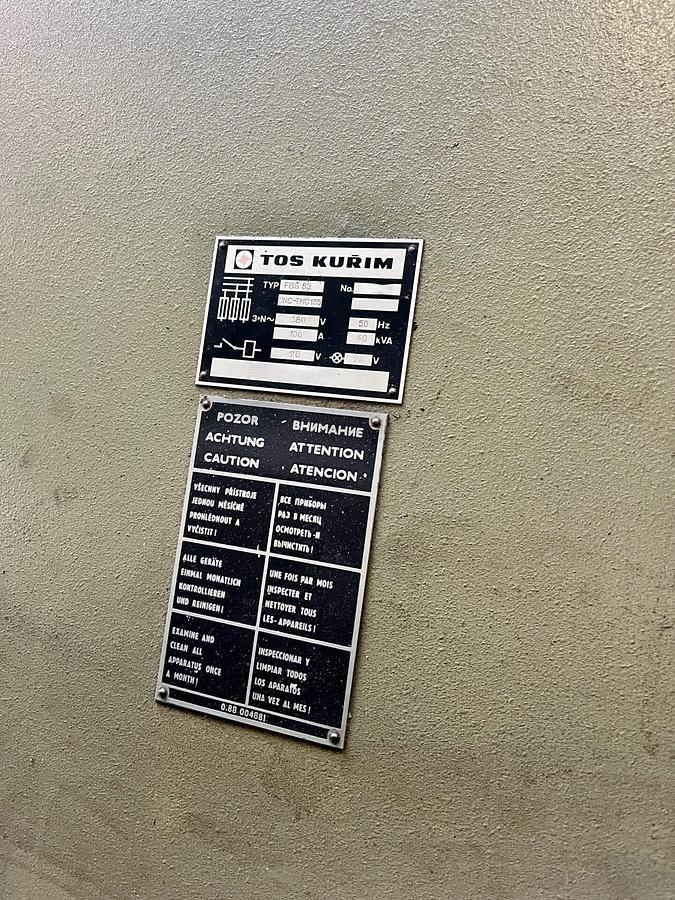 TOS KUŘIM
TYP FGS 63 No.
CNC-TNC155
3+N~ 380 V 50 Hz
100 A 40 kVA
110 V 24 V
POZOR
ACHTUNG
CAUTION
ВНИМАНИЕ
ATTENTION
ATENCION
VŠECHNY PŘÍSTROJE
JEDNOU MĚSÍČNĚ
PROHLÉDNOUT A
VYČISTIT!
ВСЕ ПРИБОРЫ
РАЗ В МЕСЯЦ
ОСМОТРЕТЬ И
ВЫЧИСТИТЬ!
ALLE GERÄTE
EINMAL MONATLICH
KONTROLLIEREN
UND REINIGEN!
UNE FOIS PAR MOIS
INSPECTER ET
NETTOYER TOUS
LES APPAREILS!
EXAMINE AND
CLEAN ALL
APPARATUS ONCE
A MONTH!
INSPECCIONAR Y
LIMPIAR TODOS
LOS APARATOS
UNA VEZ AL MES!
0.88 004881